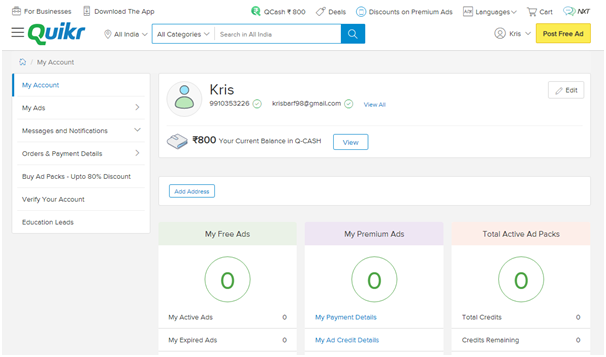 For Businesses Download The App QCash ₹ 800 Deals Discounts on Premium Ads Languages Cart NXT
Quikr All India All Categories Search in All India Kris Post Free Ad
/ My Account
My Account
My Ads
Messages and Notifications
Orders & Payment Details
Buy Ad Packs - Upto 80% Discount
Verify Your Account
Education Leads
Kris
Edit
9910353226 krisbarf98@gmail.com View All
₹800 Your Current Balance in Q-CASH View
Add Address
My Free Ads
0
My Active Ads 0
My Expired Ads 0
My Premium Ads
0
My Payment Details
My Ad Credit Details
Total Active Ad Packs
0
Total Credits 0
Credits Remaining 0